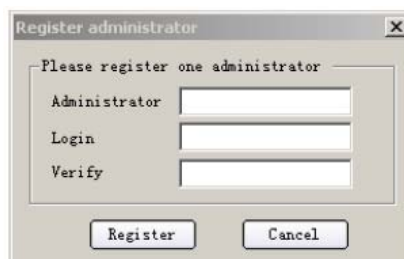 Register administrator
Please register one administrator
Administrator
Login
Verify
Register Cancel